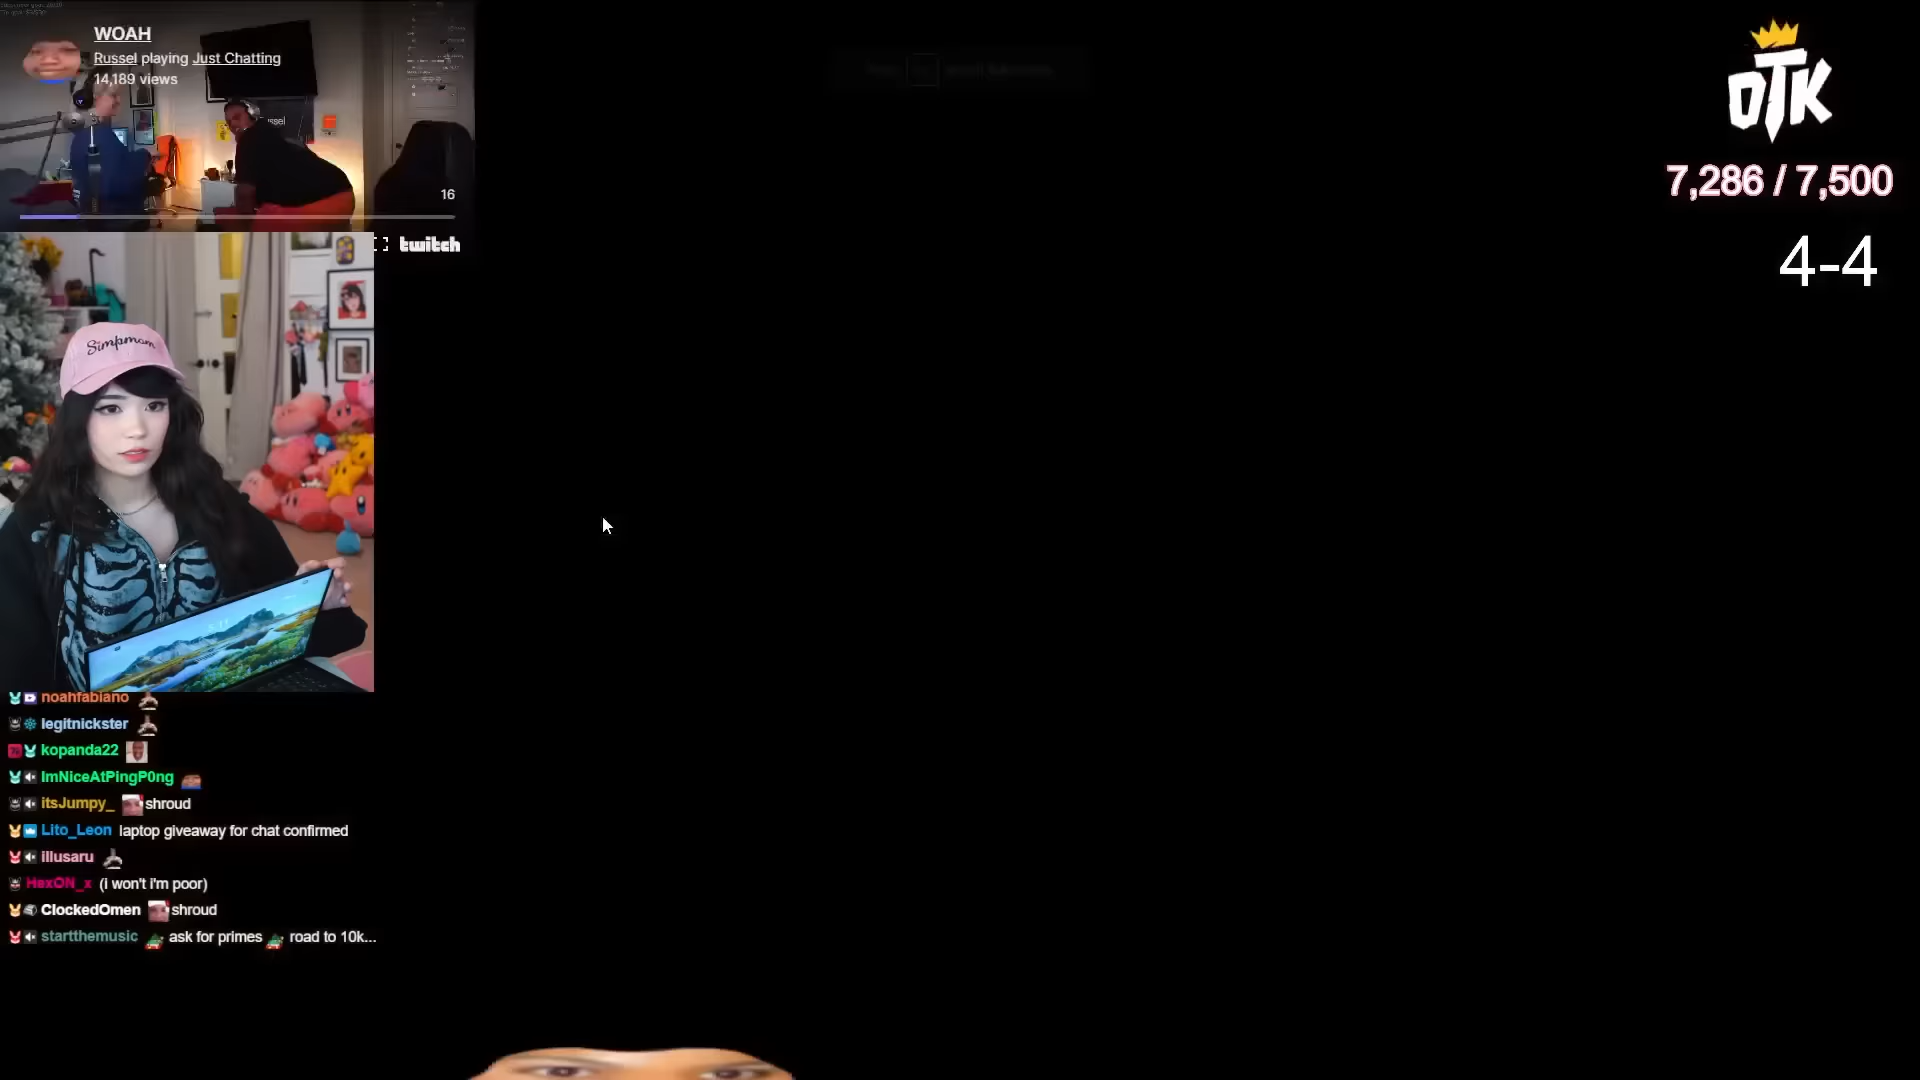 WOAH
Russel playing Just Chatting
14,189 views
16
twitch
OTK
7,286 / 7,500
4-4
Simpmom
noahfabiano
legitnickster
kopanda22
ImNiceAtPingP0ng
itsJumpy_ shroud
Lito_Leon laptop giveaway for chat confirmed
illusaru
HexON_x (i won't i'm poor)
ClockedOmen shroud
startthemusic ask for primes road to 10k...